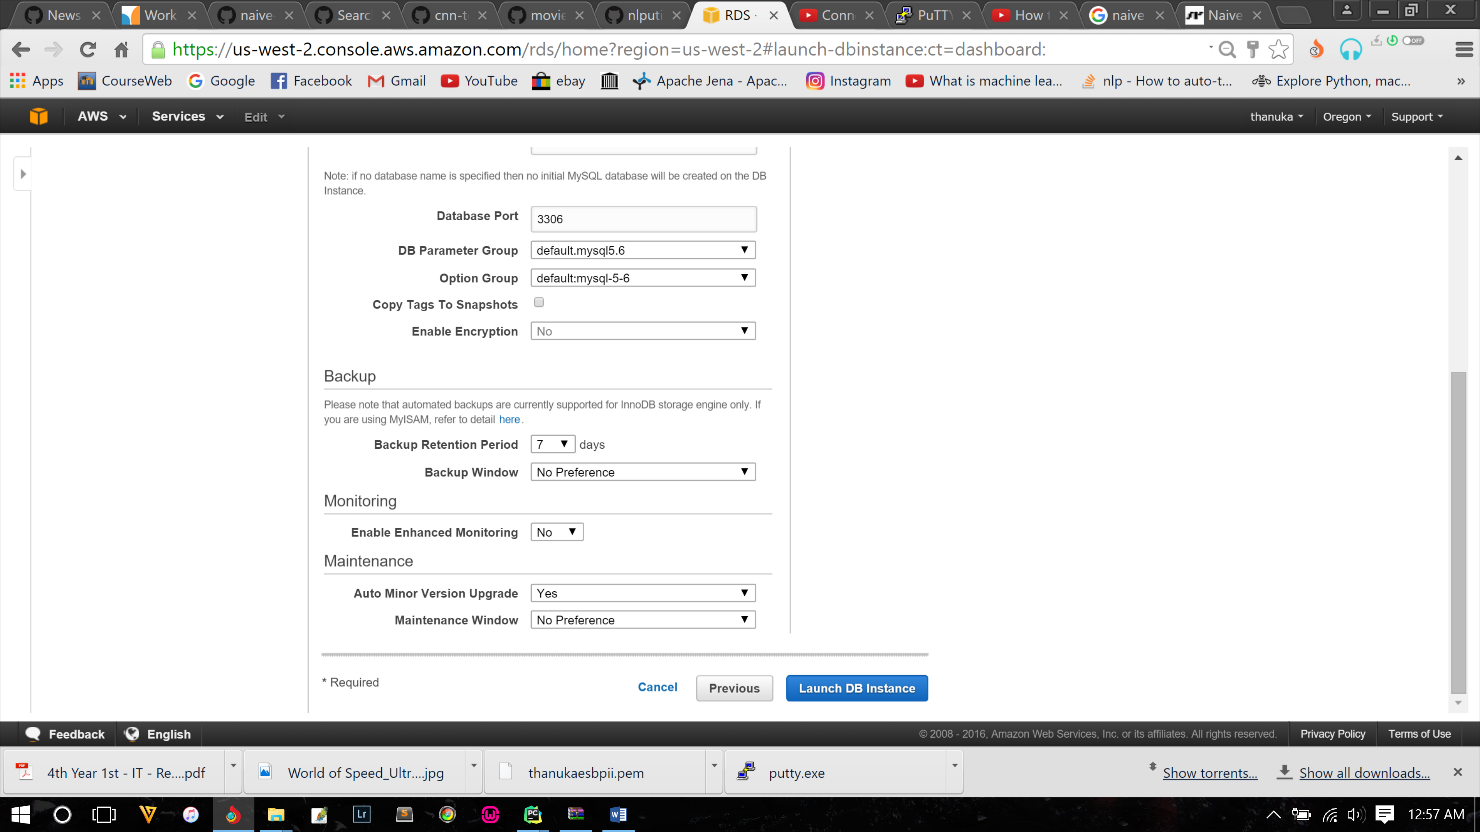 News
Work
naive
Searc
cnn-t
movie
nlputi
RDS ·
Conn
PuTT
How t
naive
Naive
https://us-west-2.console.aws.amazon.com/rds/home?region=us-west-2#launch-dbinstance:ct=dashboard:
OFF
Apps
CourseWeb
Google
Facebook
Gmail
YouTube
ebay
Apache Jena - Apac...
Instagram
What is machine lea...
nlp - How to auto-t...
Explore Python, mac...
»
AWS
Services
Edit
thanuka
Oregon
Support
Note: if no database name is specified then no initial MySQL database will be created on the DB
Instance.
Database Port 3306
DB Parameter Group default.mysql5.6
Option Group default:mysql-5-6
Copy Tags To Snapshots
Enable Encryption No
Backup
Please note that automated backups are currently supported for InnoDB storage engine only. If
you are using MyISAM, refer to detail here.
Backup Retention Period 7 days
Backup Window No Preference
Monitoring
Enable Enhanced Monitoring No
Maintenance
Auto Minor Version Upgrade Yes
Maintenance Window No Preference
* Required
Cancel
Previous
Launch DB Instance
Feedback
English
© 2008 - 2016, Amazon Web Services, Inc. or its affiliates. All rights reserved.
Privacy Policy
Terms of Use
4th Year 1st - IT - Re....pdf
World of Speed_Ultr....jpg
thanukaesbpii.pem
putty.exe
Show torrents...
Show all downloads...
Lr
S
PC
W
12:57 AM